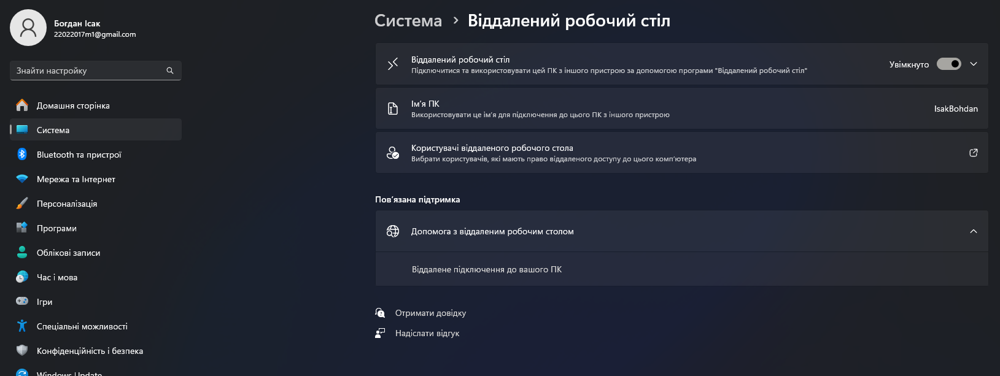 Богдан Ісак
22022017m1@gmail.com
Знайти настройку
Домашня сторінка
Система
Bluetooth та пристрої
Мережа та Інтернет
Персоналізація
Програми
Облікові записи
Час і мова
Ігри
Спеціальні можливості
Конфіденційність і безпека
Windows Update
Система > Віддалений робочий стіл
Віддалений робочий стіл
Підключитися та використовувати цей ПК з іншого пристрою за допомогою програми "Віддалений робочий стіл"
Увімкнуто
Ім’я ПК
Використовувати це ім’я для підключення до цього ПК з іншого пристрою
IsakBohdan
Користувачі віддаленого робочого стола
Вибрати користувачів, які мають право віддаленого доступу до цього комп’ютера
Пов’язана підтримка
Допомога з віддаленим робочим столом
Віддалене підключення до вашого ПК
Отримати довідку
Надіслати відгук